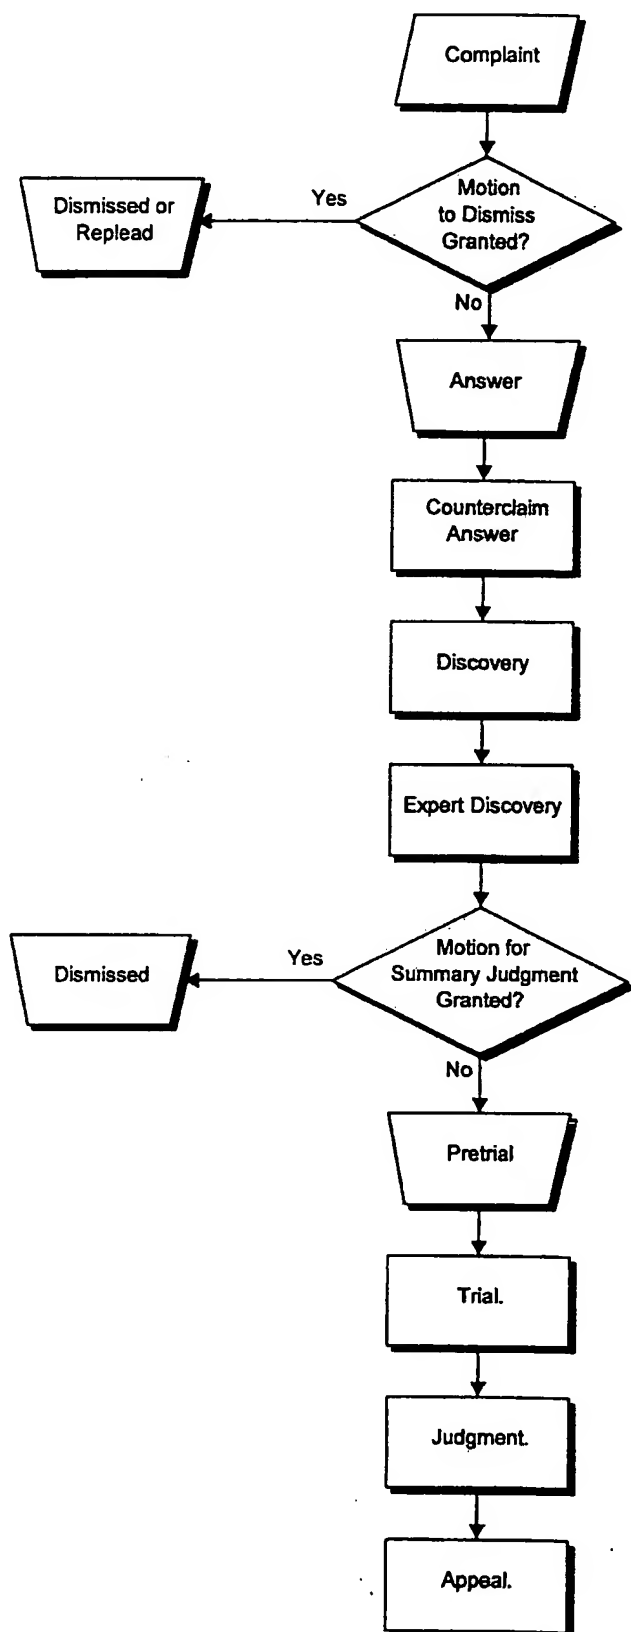 Complaint
Motion
to Dismiss
Granted?
Yes
Dismissed or
Replead
No
Answer
Counterclaim
Answer
Discovery
Expert Discovery
Motion for
Summary Judgment
Granted?
Yes
Dismissed
No
Pretrial
Trial.
Judgment.
Appeal.